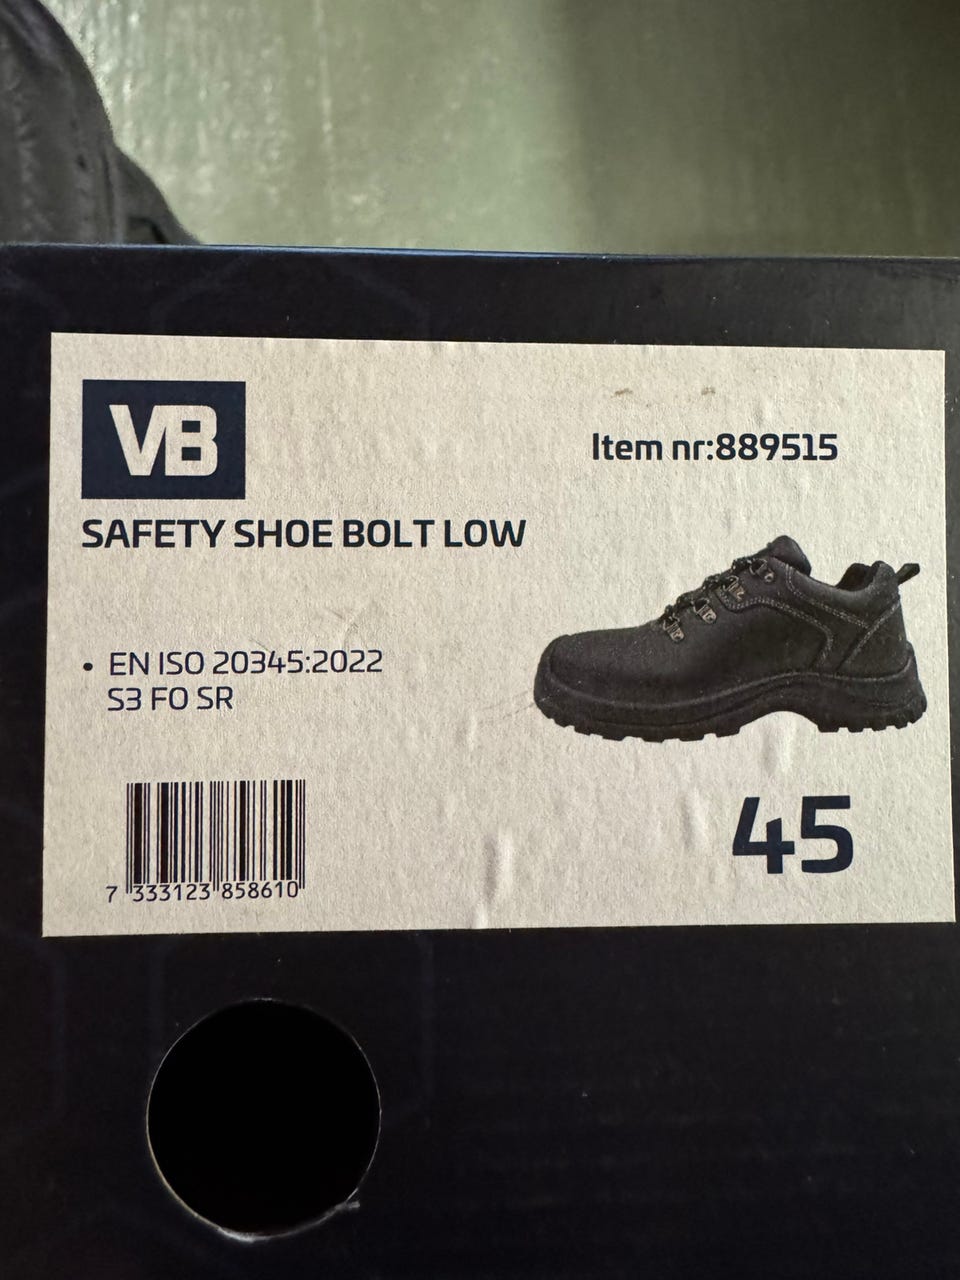 VB
Item nr:889515
SAFETY SHOE BOLT LOW
• EN ISO 20345:2022
S3 FO SR
7 333123 858610
45